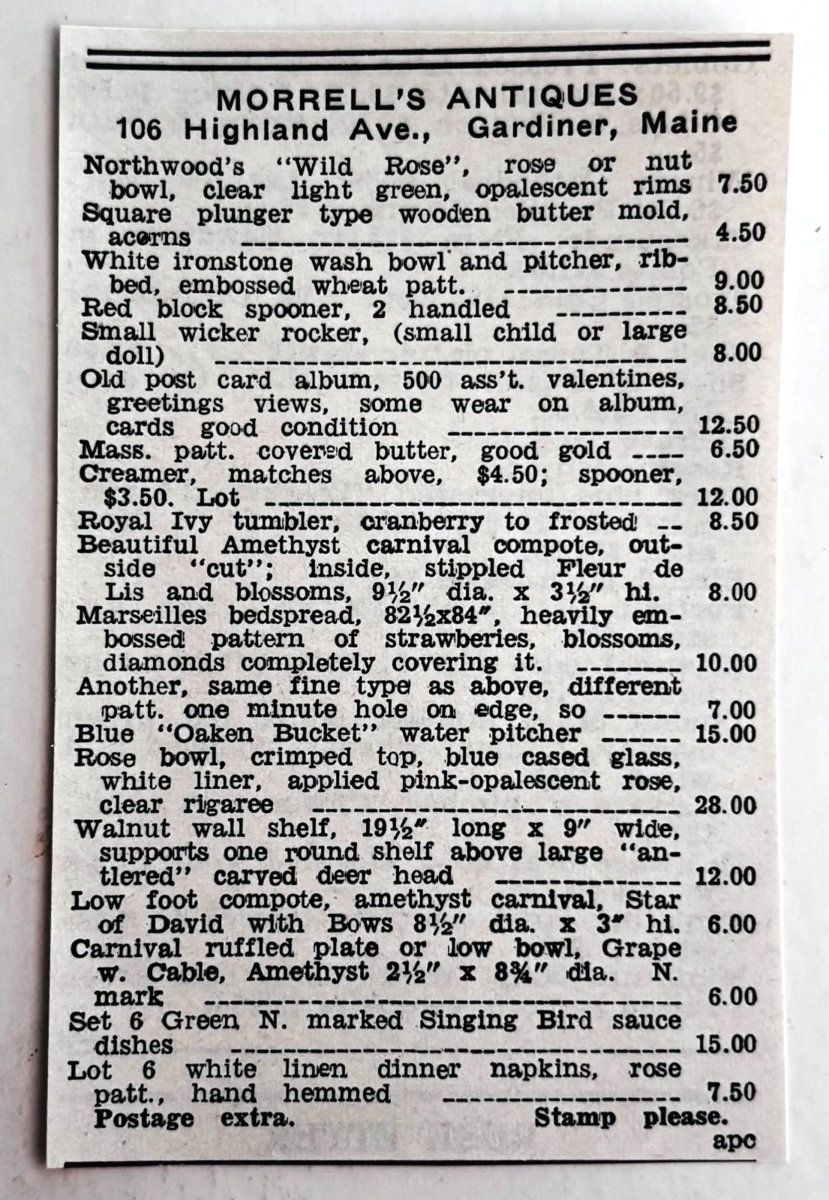 MORRELL'S ANTIQUES
106 Highland Ave., Gardiner, Maine
Northwood's "Wild Rose", rose or nut
bowl, clear light green, opalescent rims 7.50
Square plunger type wooden butter mold,
acorns ---------------------------------- 4.50
White ironstone wash bowl and pitcher, rib-
bed, embossed wheat patt. -------------- 9.00
Red block spooner, 2 handled ---------- 8.50
Small wicker rocker, (small child or large
doll) ------------------------------------ 8.00
Old post card album, 500 ass't. valentines,
greetings views, some wear on album,
cards good condition ------------------ 12.50
Mass. patt. covered butter, good gold ---- 6.50
Creamer, matches above, $4.50; spooner,
$3.50. Lot -------------------------------- 12.00
Royal Ivy tumbler, cranberry to frosted -- 8.50
Beautiful Amethyst carnival compote, out-
side "cut"; inside, stippled Fleur de
Lis and blossoms, 9½" dia. x 3½" hi. 8.00
Marseilles bedspread, 82½x84", heavily em-
bossed pattern of strawberies, blossoms,
diamonds completely covering it. -------- 10.00
Another, same fine type as above, different
patt. one minute hole on edge, so ------ 7.00
Blue "Oaken Bucket" water pitcher ------ 15.00
Rose bowl, crimped top, blue cased glass,
white liner, applied pink-opalescent rose,
clear rigaree ---------------------------- 28.00
Walnut wall shelf, 19½" long x 9" wide,
supports one round shelf above large "an-
tlered" carved deer head -------------- 12.00
Low foot compote, amethyst carnival, Star
of David with Bows 8½" dia. x 3" hi. 6.00
Carnival ruffled plate or low bowl, Grape
w. Cable, Amethyst 2½" x 8¾" dia. N.
mark ------------------------------------- 6.00
Set 6 Green N. marked Singing Bird sauce
dishes ----------------------------------- 15.00
Lot 6 white linen dinner napkins, rose
patt., hand hemmed ------------------ 7.50
Postage extra. Stamp please.
apc